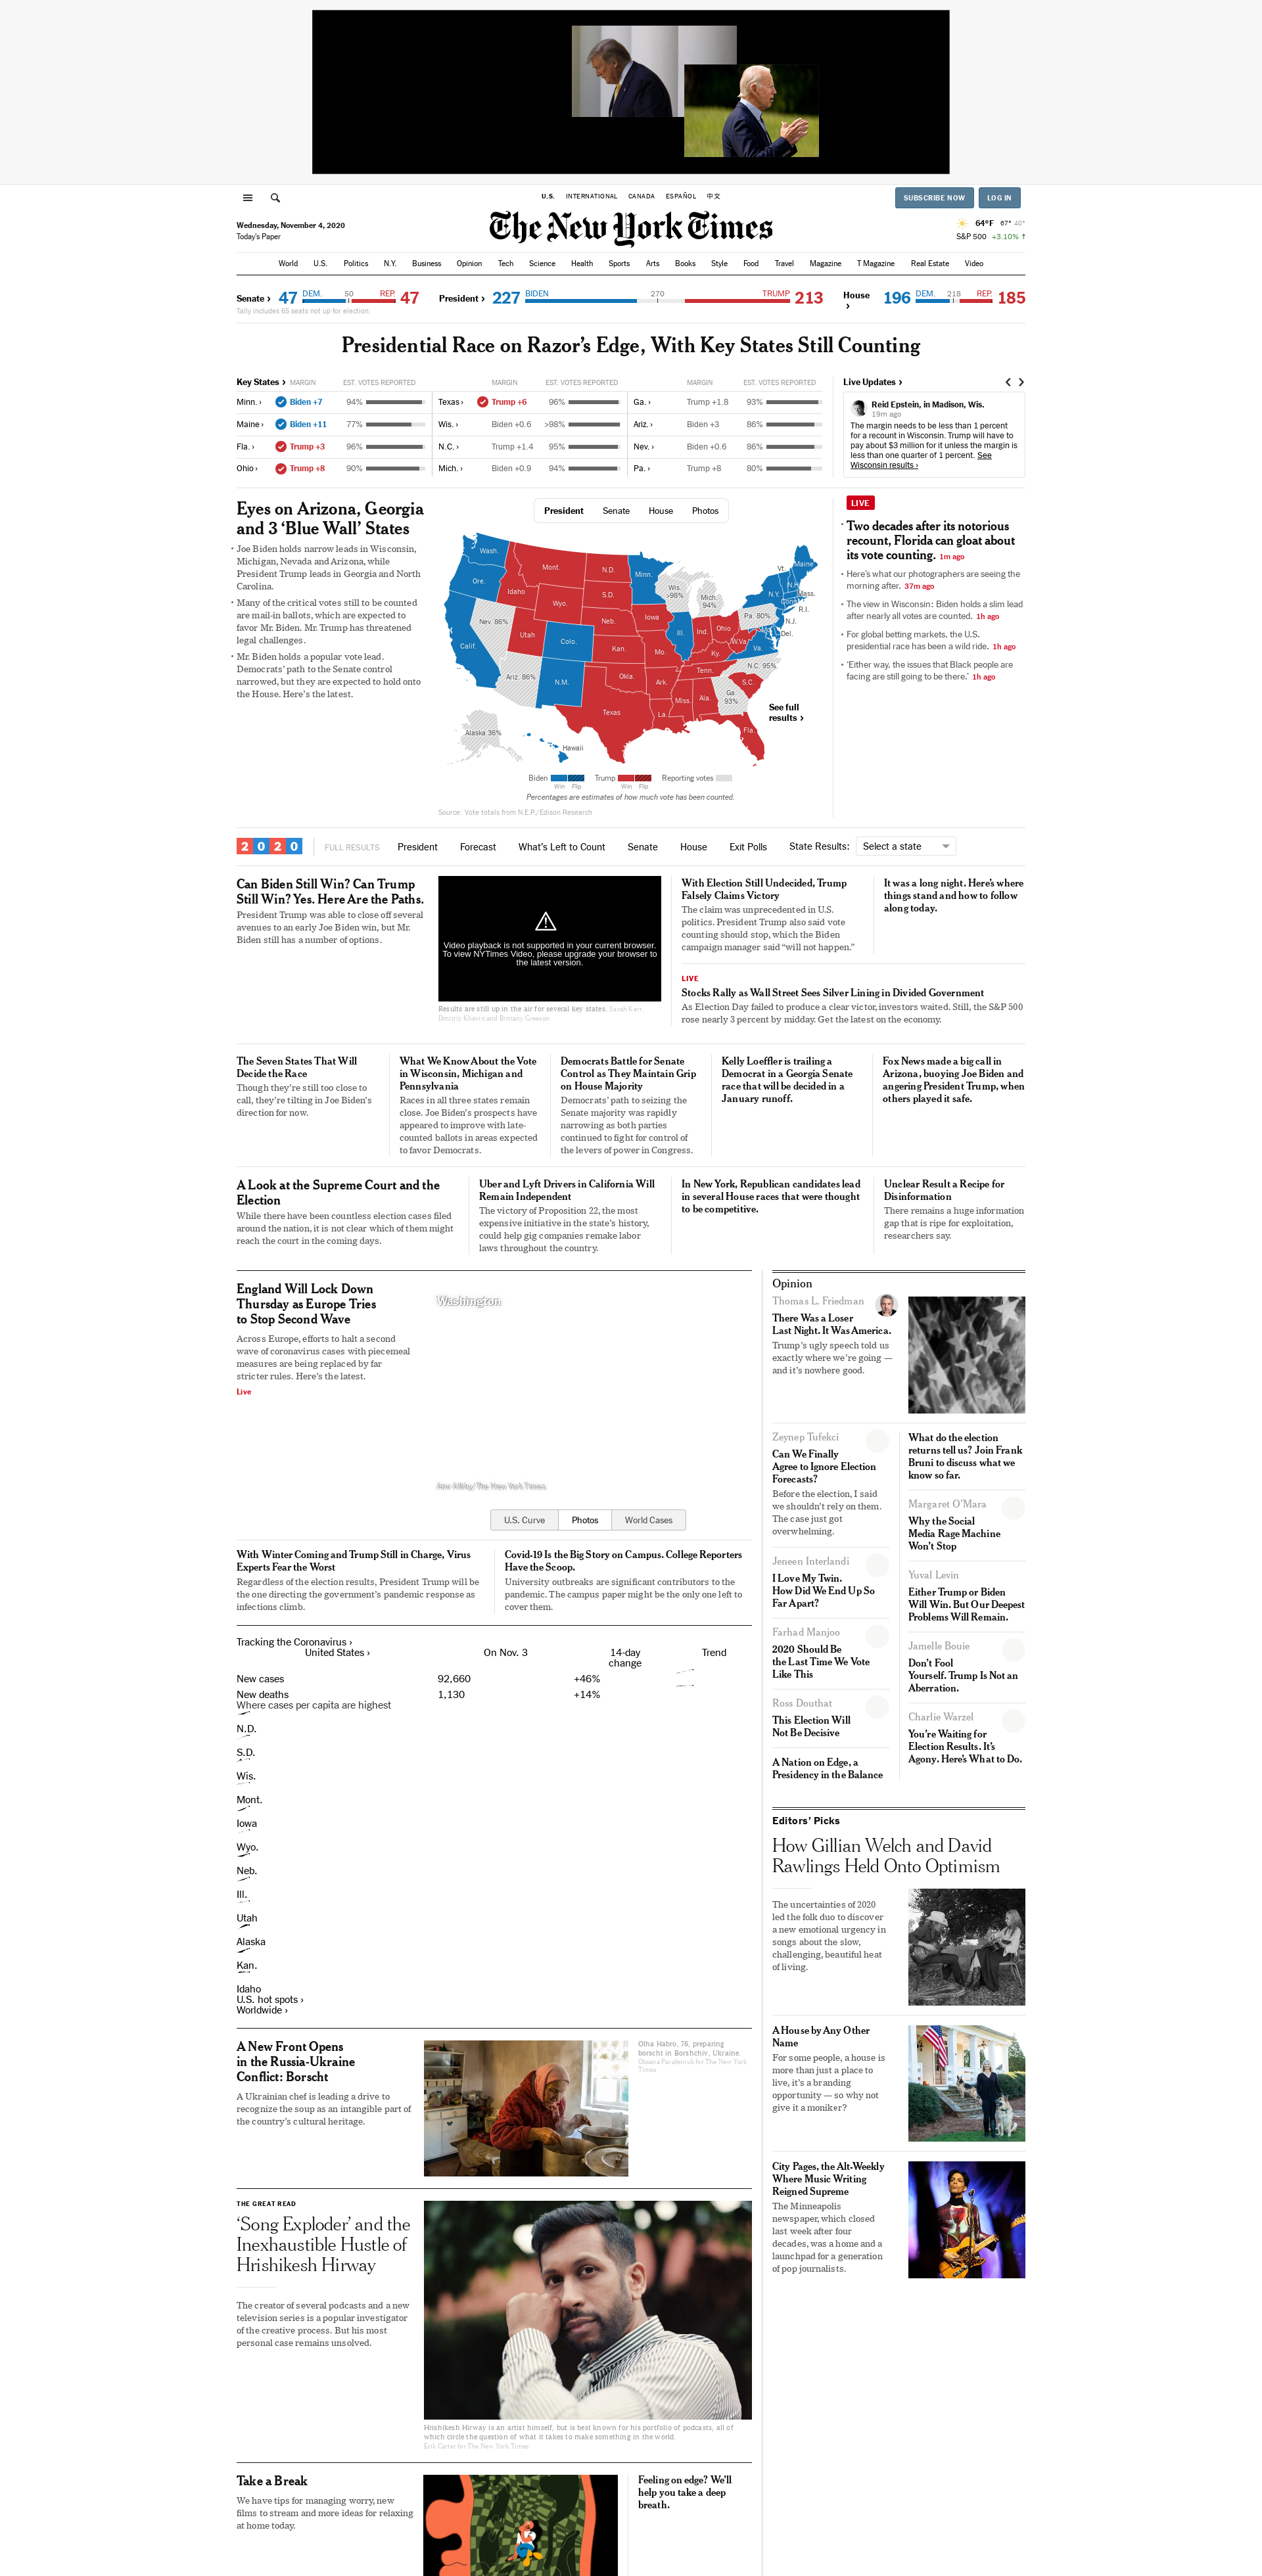 U.S. INTERNATIONAL CANADA ESPAÑOL 中文
SUBSCRIBE NOW LOG IN
Wednesday, November 4, 2020
Today's Paper
The New York Times
64°F 67° 40°
S&P 500 +3.10% ↑
World U.S. Politics N.Y. Business Opinion Tech Science Health Sports Arts Books Style Food Travel Magazine T Magazine Real Estate Video
Senate › 47 DEM. 50 REP. 47
Tally includes 65 seats not up for election.
President › 227 BIDEN 270 TRUMP 213
House › 196 DEM. 218 REP. 185
Presidential Race on Razor's Edge, With Key States Still Counting
Key States › MARGIN EST. VOTES REPORTED MARGIN EST. VOTES REPORTED MARGIN EST. VOTES REPORTED
Minn. › Biden +7 94% Texas › Trump +6 96% Ga. › Trump +1.8 93%
Maine › Biden +11 77% Wis. › Biden +0.6 >98% Ariz. › Biden +3 86%
Fla. › Trump +3 96% N.C. › Trump +1.4 95% Nev. › Biden +0.6 86%
Ohio › Trump +8 90% Mich. › Biden +0.9 94% Pa. › Trump +8 80%
Live Updates ›
Reid Epstein, in Madison, Wis.
19m ago
The margin needs to be less than 1 percent
for a recount in Wisconsin. Trump will have to
pay about $3 million for it unless the margin is
less than one quarter of 1 percent. See
Wisconsin results ›
Eyes on Arizona, Georgia
and 3 ‘Blue Wall’ States
• Joe Biden holds narrow leads in Wisconsin,
Michigan, Nevada and Arizona, while
President Trump leads in Georgia and North
Carolina.
• Many of the critical votes still to be counted
are mail-in ballots, which are expected to
favor Mr. Biden. Mr. Trump has threatened
legal challenges.
• Mr. Biden holds a popular vote lead.
Democrats' path to the Senate control
narrowed, but they are expected to hold onto
the House. Here's the latest.
President Senate House Photos
Wash.
Ore.
Calif.
Nev. 86%
Idaho
Mont.
Wyo.
Utah
Colo.
Ariz. 86%
N.M.
N.D.
S.D.
Neb.
Kan.
Okla.
Texas
Minn.
Iowa
Mo.
Ark.
La.
Wis.
>98%
Mich.
94%
Ill.
Ind.
Ohio
Ky.
Tenn.
Miss.
Ala.
Ga.
93%
Fla.
S.C.
N.C. 95%
Va.
W.Va.
Md.
Pa. 80%
N.Y.
Vt.
N.H.
Maine
Mass.
Conn.
R.I.
N.J.
Del.
Alaska 36%
Hawaii
See full
results ›
Biden Trump Reporting votes
Win Flip Win Flip
Percentages are estimates of how much vote has been counted.
Source: Vote totals from N.E.P./Edison Research
LIVE
• Two decades after its notorious
recount, Florida can gloat about
its vote counting. 1m ago
• Here's what our photographers are seeing the
morning after. 37m ago
• The view in Wisconsin: Biden holds a slim lead
after nearly all votes are counted. 1h ago
• For global betting markets, the U.S.
presidential race has been a wild ride. 1h ago
• ‘Either way, the issues that Black people are
facing are still going to be there.’ 1h ago
2020 FULL RESULTS President Forecast What's Left to Count Senate House Exit Polls State Results: Select a state
Can Biden Still Win? Can Trump
Still Win? Yes. Here Are the Paths.
President Trump was able to close off several
avenues to an early Joe Biden win, but Mr.
Biden still has a number of options.
Video playback is not supported in your current browser.
To view NYTimes Video, please upgrade your browser to
the latest version.
Results are still up in the air for several key states. Sarah Kerr,
Dmitriy Khavin and Brittany Greeson
With Election Still Undecided, Trump
Falsely Claims Victory
The claim was unprecedented in U.S.
politics. President Trump also said vote
counting should stop, which the Biden
campaign manager said “will not happen.”
It was a long night. Here's where
things stand and how to follow
along today.
LIVE
Stocks Rally as Wall Street Sees Silver Lining in Divided Government
As Election Day failed to produce a clear victor, investors waited. Still, the S&P 500
rose nearly 3 percent by midday. Get the latest on the economy.
The Seven States That Will
Decide the Race
Though they're still too close to
call, they're tilting in Joe Biden's
direction for now.
What We Know About the Vote
in Wisconsin, Michigan and
Pennsylvania
Races in all three states remain
close. Joe Biden's prospects have
appeared to improve with late-
counted ballots in areas expected
to favor Democrats.
Democrats Battle for Senate
Control as They Maintain Grip
on House Majority
Democrats' path to seizing the
Senate majority was rapidly
narrowing as both parties
continued to fight for control of
the levers of power in Congress.
Kelly Loeffler is trailing a
Democrat in a Georgia Senate
race that will be decided in a
January runoff.
Fox News made a big call in
Arizona, buoying Joe Biden and
angering President Trump, when
others played it safe.
A Look at the Supreme Court and the
Election
While there have been countless election cases filed
around the nation, it is not clear which of them might
reach the court in the coming days.
Uber and Lyft Drivers in California Will
Remain Independent
The victory of Proposition 22, the most
expensive initiative in the state's history,
could help gig companies remake labor
laws throughout the country.
In New York, Republican candidates lead
in several House races that were thought
to be competitive.
Unclear Result a Recipe for
Disinformation
There remains a huge information
gap that is ripe for exploitation,
researchers say.
England Will Lock Down
Thursday as Europe Tries
to Stop Second Wave
Across Europe, efforts to halt a second
wave of coronavirus cases with piecemeal
measures are being replaced by far
stricter rules. Here's the latest.
Live
Washington
The New York Times
U.S. Curve Photos World Cases
With Winter Coming and Trump Still in Charge, Virus
Experts Fear the Worst
Regardless of the election results, President Trump will be
the one directing the government's pandemic response as
infections climb.
Covid-19 Is the Big Story on Campus. College Reporters
Have the Scoop.
University outbreaks are significant contributors to the
pandemic. The campus paper might be the only one left to
cover them.
Tracking the Coronavirus ›
United States › On Nov. 3 14-day
change Trend
New cases 92,660 +46%
New deaths 1,130 +14%
Where cases per capita are highest
N.D.
S.D.
Wis.
Mont.
Iowa
Wyo.
Neb.
Ill.
Utah
Alaska
Kan.
Idaho
U.S. hot spots ›
Worldwide ›
A New Front Opens
in the Russia-Ukraine
Conflict: Borscht
A Ukrainian chef is leading a drive to
recognize the soup as an intangible part of
the country's cultural heritage.
Olha Habro, 76, preparing
borscht in Borshchiv, Ukraine.
Oksana Parafeniuk for The New York
Times
THE GREAT READ
‘Song Exploder’ and the
Inexhaustible Hustle of
Hrishikesh Hirway
The creator of several podcasts and a new
television series is a popular investigator
of the creative process. But his most
personal case remains unsolved.
Hrishikesh Hirway is an artist himself, but is best known for his portfolio of podcasts, all of
which circle the question of what it takes to make something in the world.
Erik Carter for The New York Times
Take a Break
We have tips for managing worry, new
films to stream and more ideas for relaxing
at home today.
Feeling on edge? We'll
help you take a deep
breath.
Opinion
Thomas L. Friedman
There Was a Loser
Last Night. It Was America.
Trump's ugly speech told us
exactly where we're going —
and it's nowhere good.
Zeynep Tufekci
Can We Finally
Agree to Ignore Election
Forecasts?
Before the election, I said
we shouldn't rely on them.
The case just got
overwhelming.
Jeneen Interlandi
I Love My Twin.
How Did We End Up So
Far Apart?
Farhad Manjoo
2020 Should Be
the Last Time We Vote
Like This
Ross Douthat
This Election Will
Not Be Decisive
A Nation on Edge, a
Presidency in the Balance
What do the election
returns tell us? Join Frank
Bruni to discuss what we
know so far.
Margaret O'Mara
Why the Social
Media Rage Machine
Won't Stop
Yuval Levin
Either Trump or Biden
Will Win. But Our Deepest
Problems Will Remain.
Jamelle Bouie
Don't Fool
Yourself. Trump Is Not an
Aberration.
Charlie Warzel
You're Waiting for
Election Results. It's
Agony. Here's What to Do.
Editors' Picks
How Gillian Welch and David
Rawlings Held Onto Optimism
The uncertainties of 2020
led the folk duo to discover
a new emotional urgency in
songs about the slow,
challenging, beautiful heat
of living.
A House by Any Other
Name
For some people, a house is
more than just a place to
live, it's a branding
opportunity — so why not
give it a moniker?
City Pages, the Alt-Weekly
Where Music Writing
Reigned Supreme
The Minneapolis
newspaper, which closed
last week after four
decades, was a home and a
launchpad for a generation
of pop journalists.